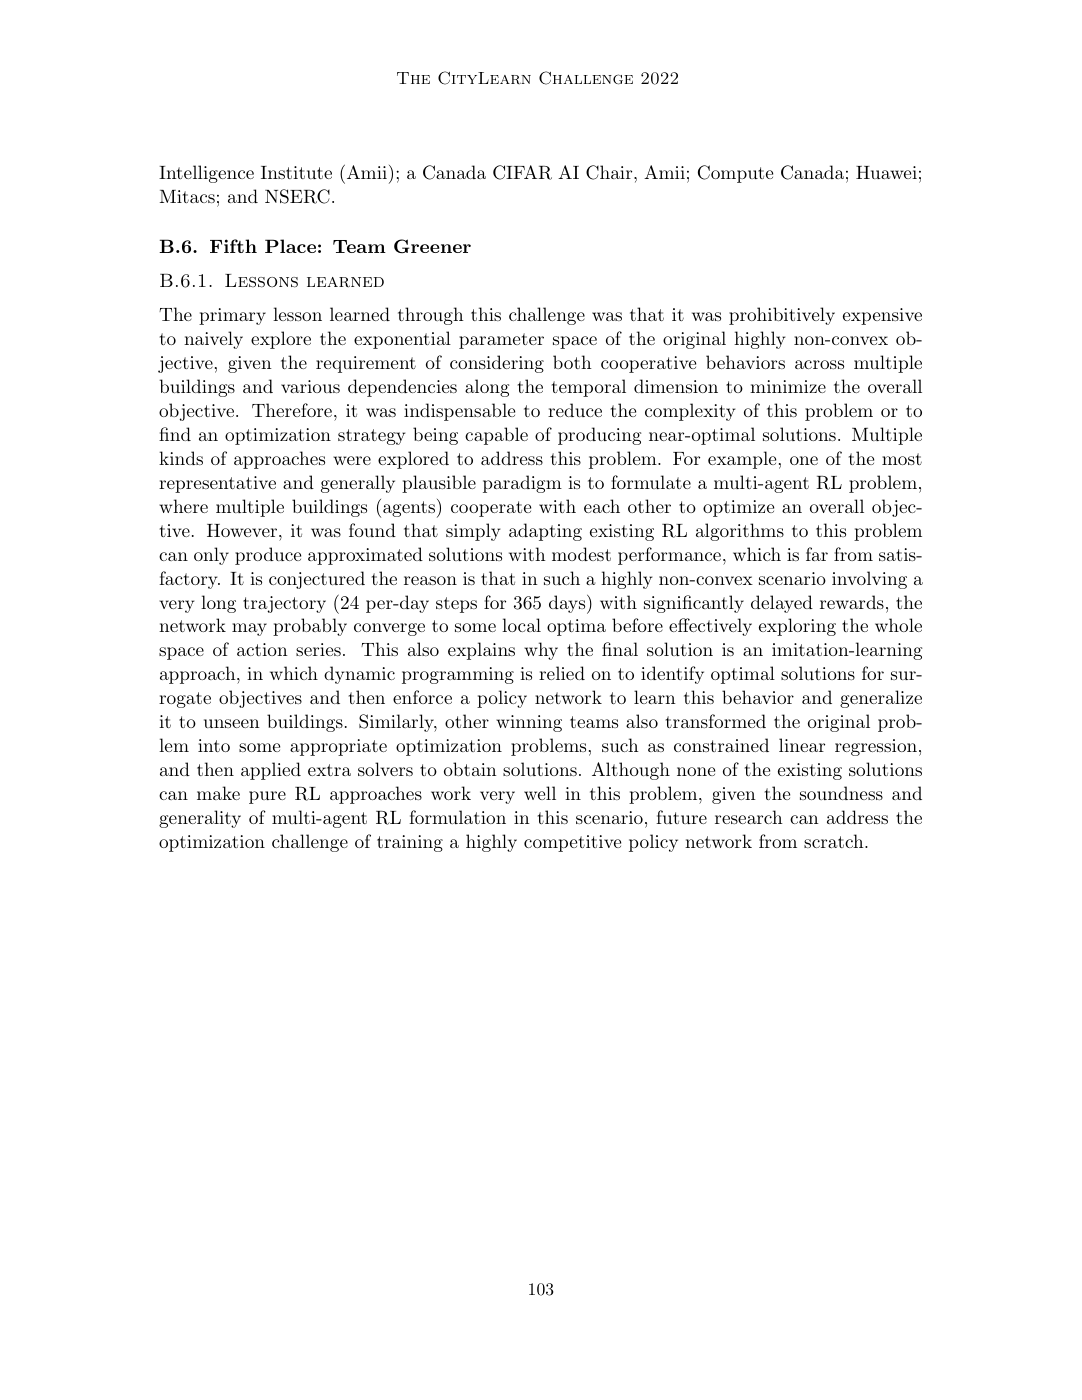 The CityLearn Challenge 2022
Intelligence Institute (Amii); a Canada CIFAR AI Chair, Amii; Compute Canada; Huawei;
Mitacs; and NSERC.
B.6. Fifth Place: Team Greener
B.6.1. Lessons learned
The primary lesson learned through this challenge was that it was prohibitively expensive
to naively explore the exponential parameter space of the original highly non-convex ob-
jective, given the requirement of considering both cooperative behaviors across multiple
buildings and various dependencies along the temporal dimension to minimize the overall
objective. Therefore, it was indispensable to reduce the complexity of this problem or to
find an optimization strategy being capable of producing near-optimal solutions. Multiple
kinds of approaches were explored to address this problem. For example, one of the most
representative and generally plausible paradigm is to formulate a multi-agent RL problem,
where multiple buildings (agents) cooperate with each other to optimize an overall objec-
tive. However, it was found that simply adapting existing RL algorithms to this problem
can only produce approximated solutions with modest performance, which is far from satis-
factory. It is conjectured the reason is that in such a highly non-convex scenario involving a
very long trajectory (24 per-day steps for 365 days) with significantly delayed rewards, the
network may probably converge to some local optima before effectively exploring the whole
space of action series. This also explains why the final solution is an imitation-learning
approach, in which dynamic programming is relied on to identify optimal solutions for sur-
rogate objectives and then enforce a policy network to learn this behavior and generalize
it to unseen buildings. Similarly, other winning teams also transformed the original prob-
lem into some appropriate optimization problems, such as constrained linear regression,
and then applied extra solvers to obtain solutions. Although none of the existing solutions
can make pure RL approaches work very well in this problem, given the soundness and
generality of multi-agent RL formulation in this scenario, future research can address the
optimization challenge of training a highly competitive policy network from scratch.
103